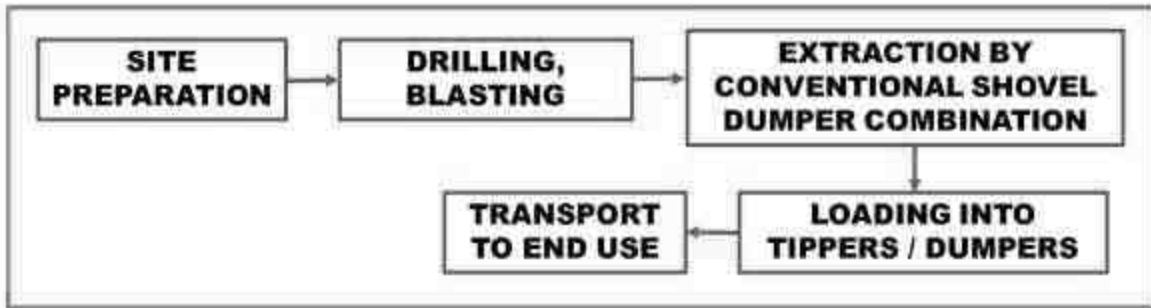 SITE
PREPARATION
DRILLING,
BLASTING
EXTRACTION BY
CONVENTIONAL SHOVEL
DUMPER COMBINATION
LOADING INTO
TIPPERS / DUMPERS
TRANSPORT
TO END USE